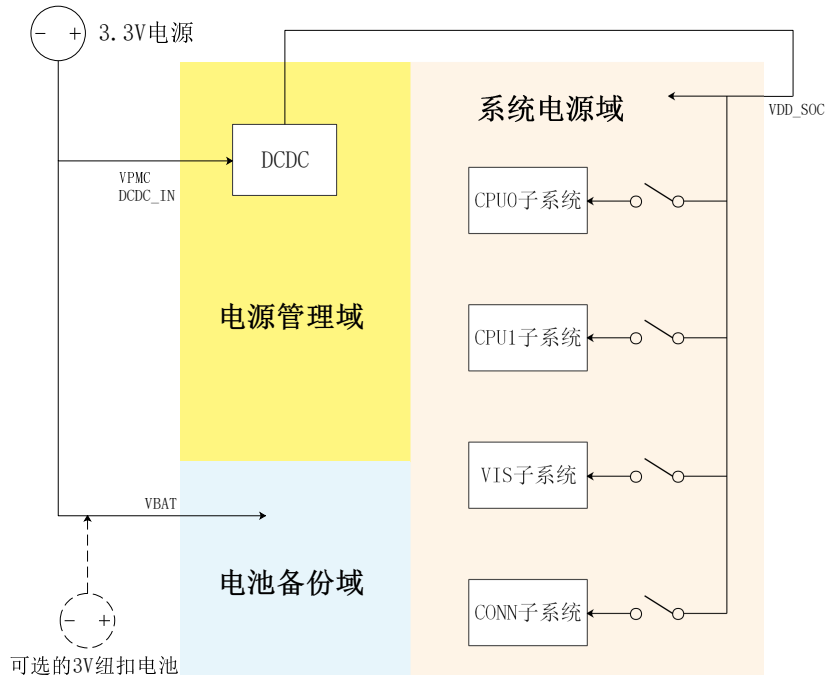 3.3V电源
系统电源域
VDD_SOC
DCDC
VPMC
DCDC_IN
CPU0子系统
电源管理域
CPU1子系统
VIS子系统
VBAT
电池备份域
CONN子系统
可选的3V纽扣电池